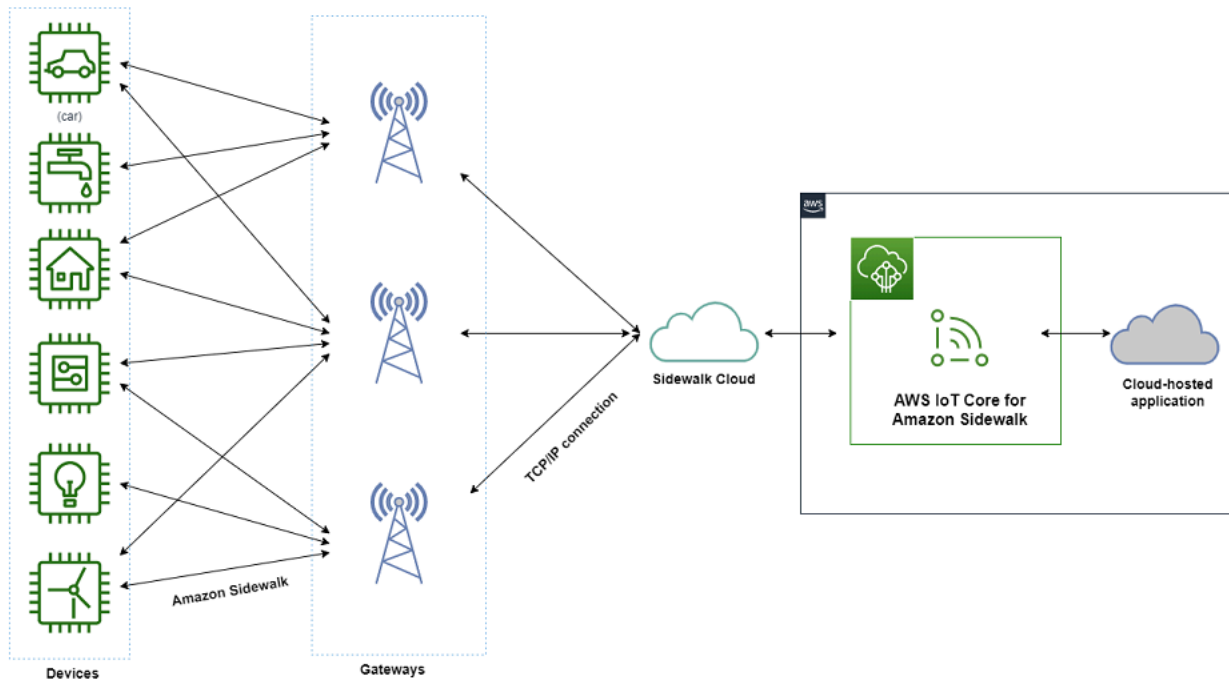 (car)
Devices
Amazon Sidewalk
Gateways
TCP/IP connection
Sidewalk Cloud
aws
AWS IoT Core for
Amazon Sidewalk
Cloud-hosted
application